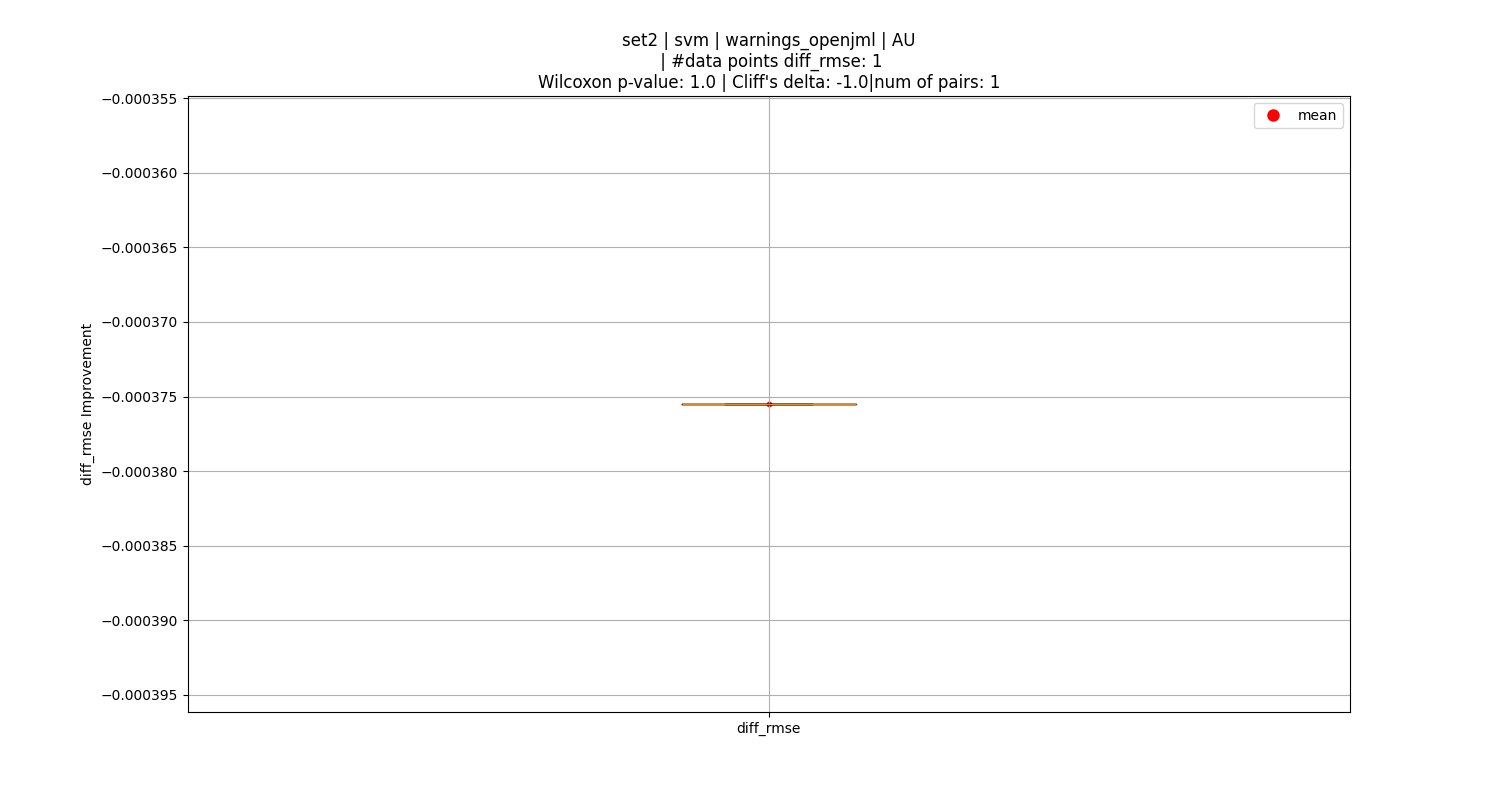 set2 | svm | warnings_openjml | AU
| #data points diff_rmse: 1
Wilcoxon p-value: 1.0 | Cliff's delta: -1.0|num of pairs: 1
mean
−0.000355
−0.000360
−0.000365
−0.000370
−0.000375
−0.000380
−0.000385
−0.000390
−0.000395
diff_rmse Improvement
diff_rmse